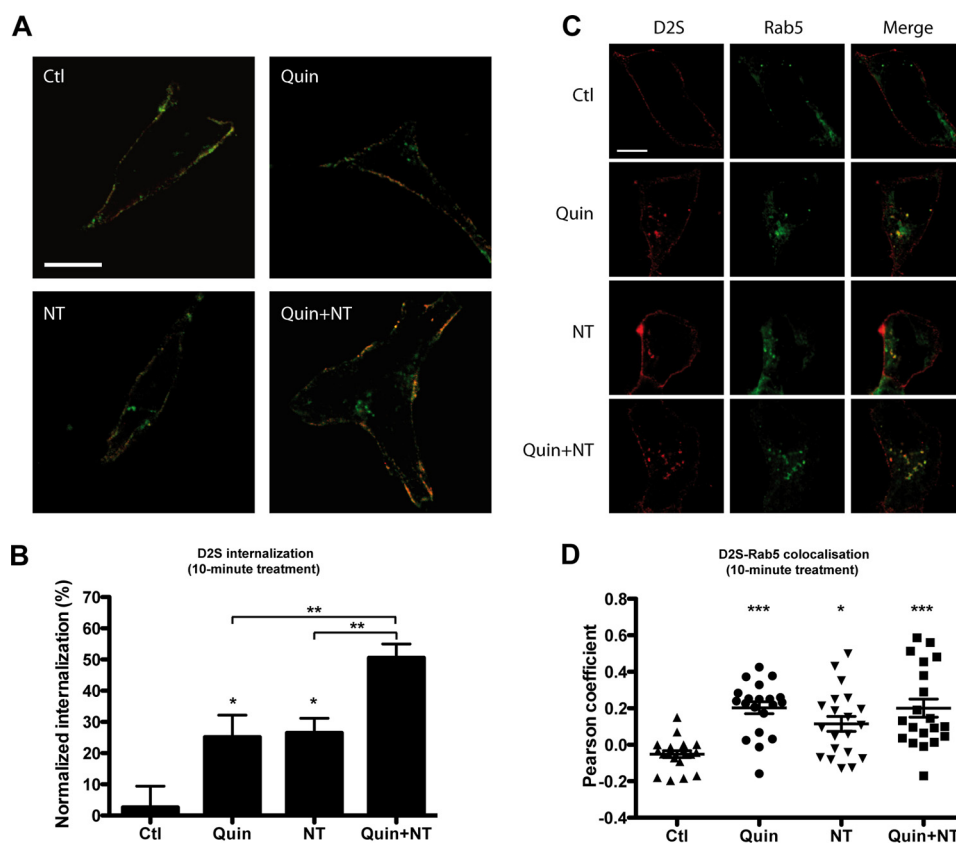 A
Ctl
Quin
NT
Quin+NT
B
D2S internalization
(10-minute treatment)
Normalized internalization (%)
70
60
50
40
30
20
10
0
**
**
*
*
Ctl
Quin
NT
Quin+NT
C
D2S
Rab5
Merge
Ctl
Quin
NT
Quin+NT
D
D2S-Rab5 colocalisation
(10-minute treatment)
Pearson coefficient
0.8
0.6
0.4
0.2
0.0
-0.2
-0.4
***
*
***
Ctl
Quin
NT
Quin+NT